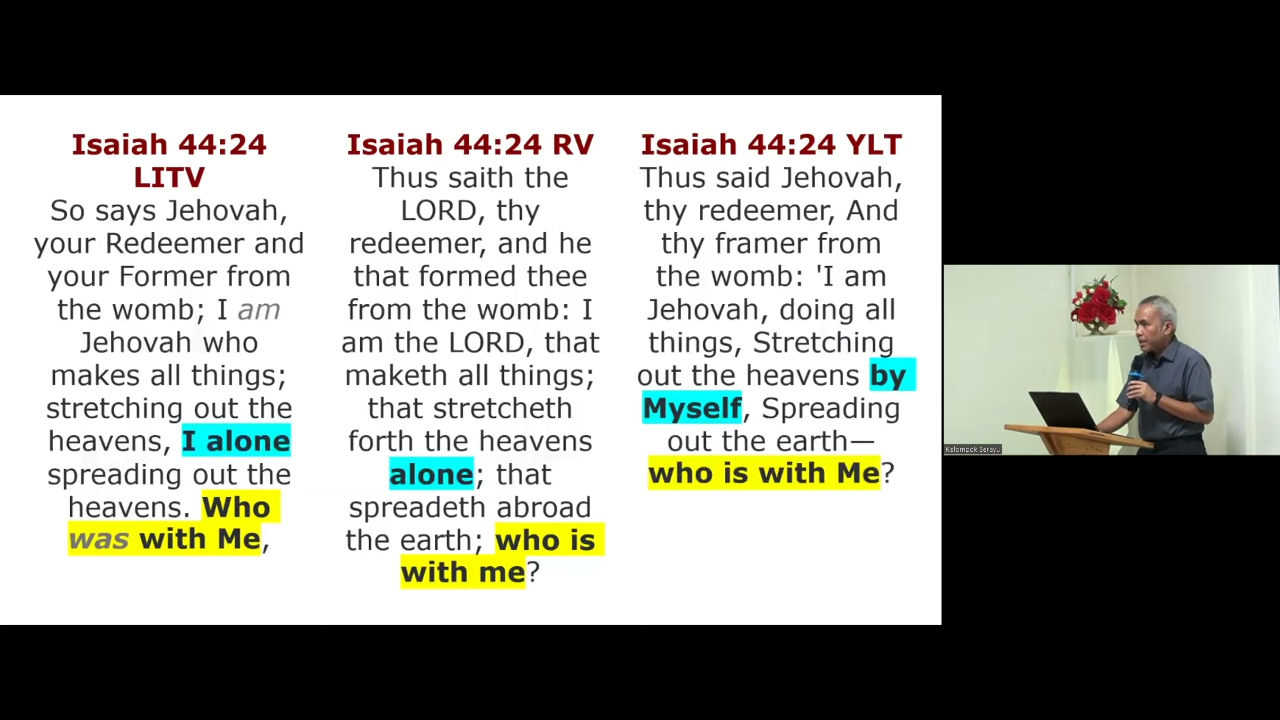 Isaiah 44:24
LITV
So says Jehovah,
your Redeemer and
your Former from
the womb; I am
Jehovah who
makes all things;
stretching out the
heavens, I alone
spreading out the
heavens. Who
was with Me,
Isaiah 44:24 RV
Thus saith the
LORD, thy
redeemer, and he
that formed thee
from the womb: I
am the LORD, that
maketh all things;
that stretcheth
forth the heavens
alone; that
spreadeth abroad
the earth; who is
with me?
Isaiah 44:24 YLT
Thus said Jehovah,
thy redeemer, And
thy framer from
the womb: 'I am
Jehovah, doing all
things, Stretching
out the heavens by
Myself, Spreading
out the earth—
who is with Me?
Kelompok Serayu